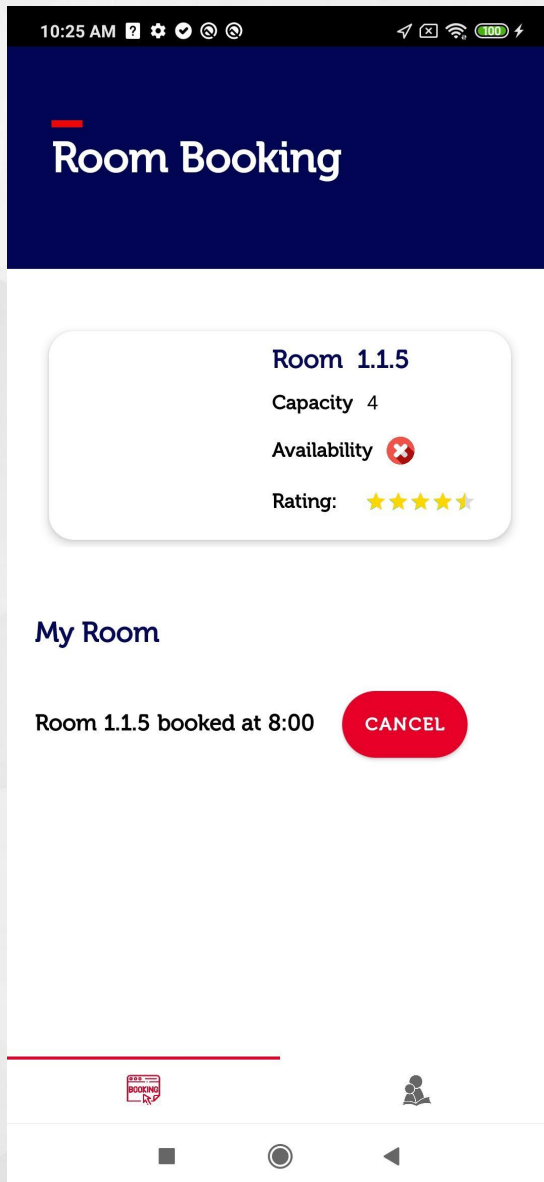 10:25 AM
100
Room Booking
Room 1.1.5
Capacity 4
Availability
Rating:
My Room
Room 1.1.5 booked at 8:00
CANCEL
BOOKING